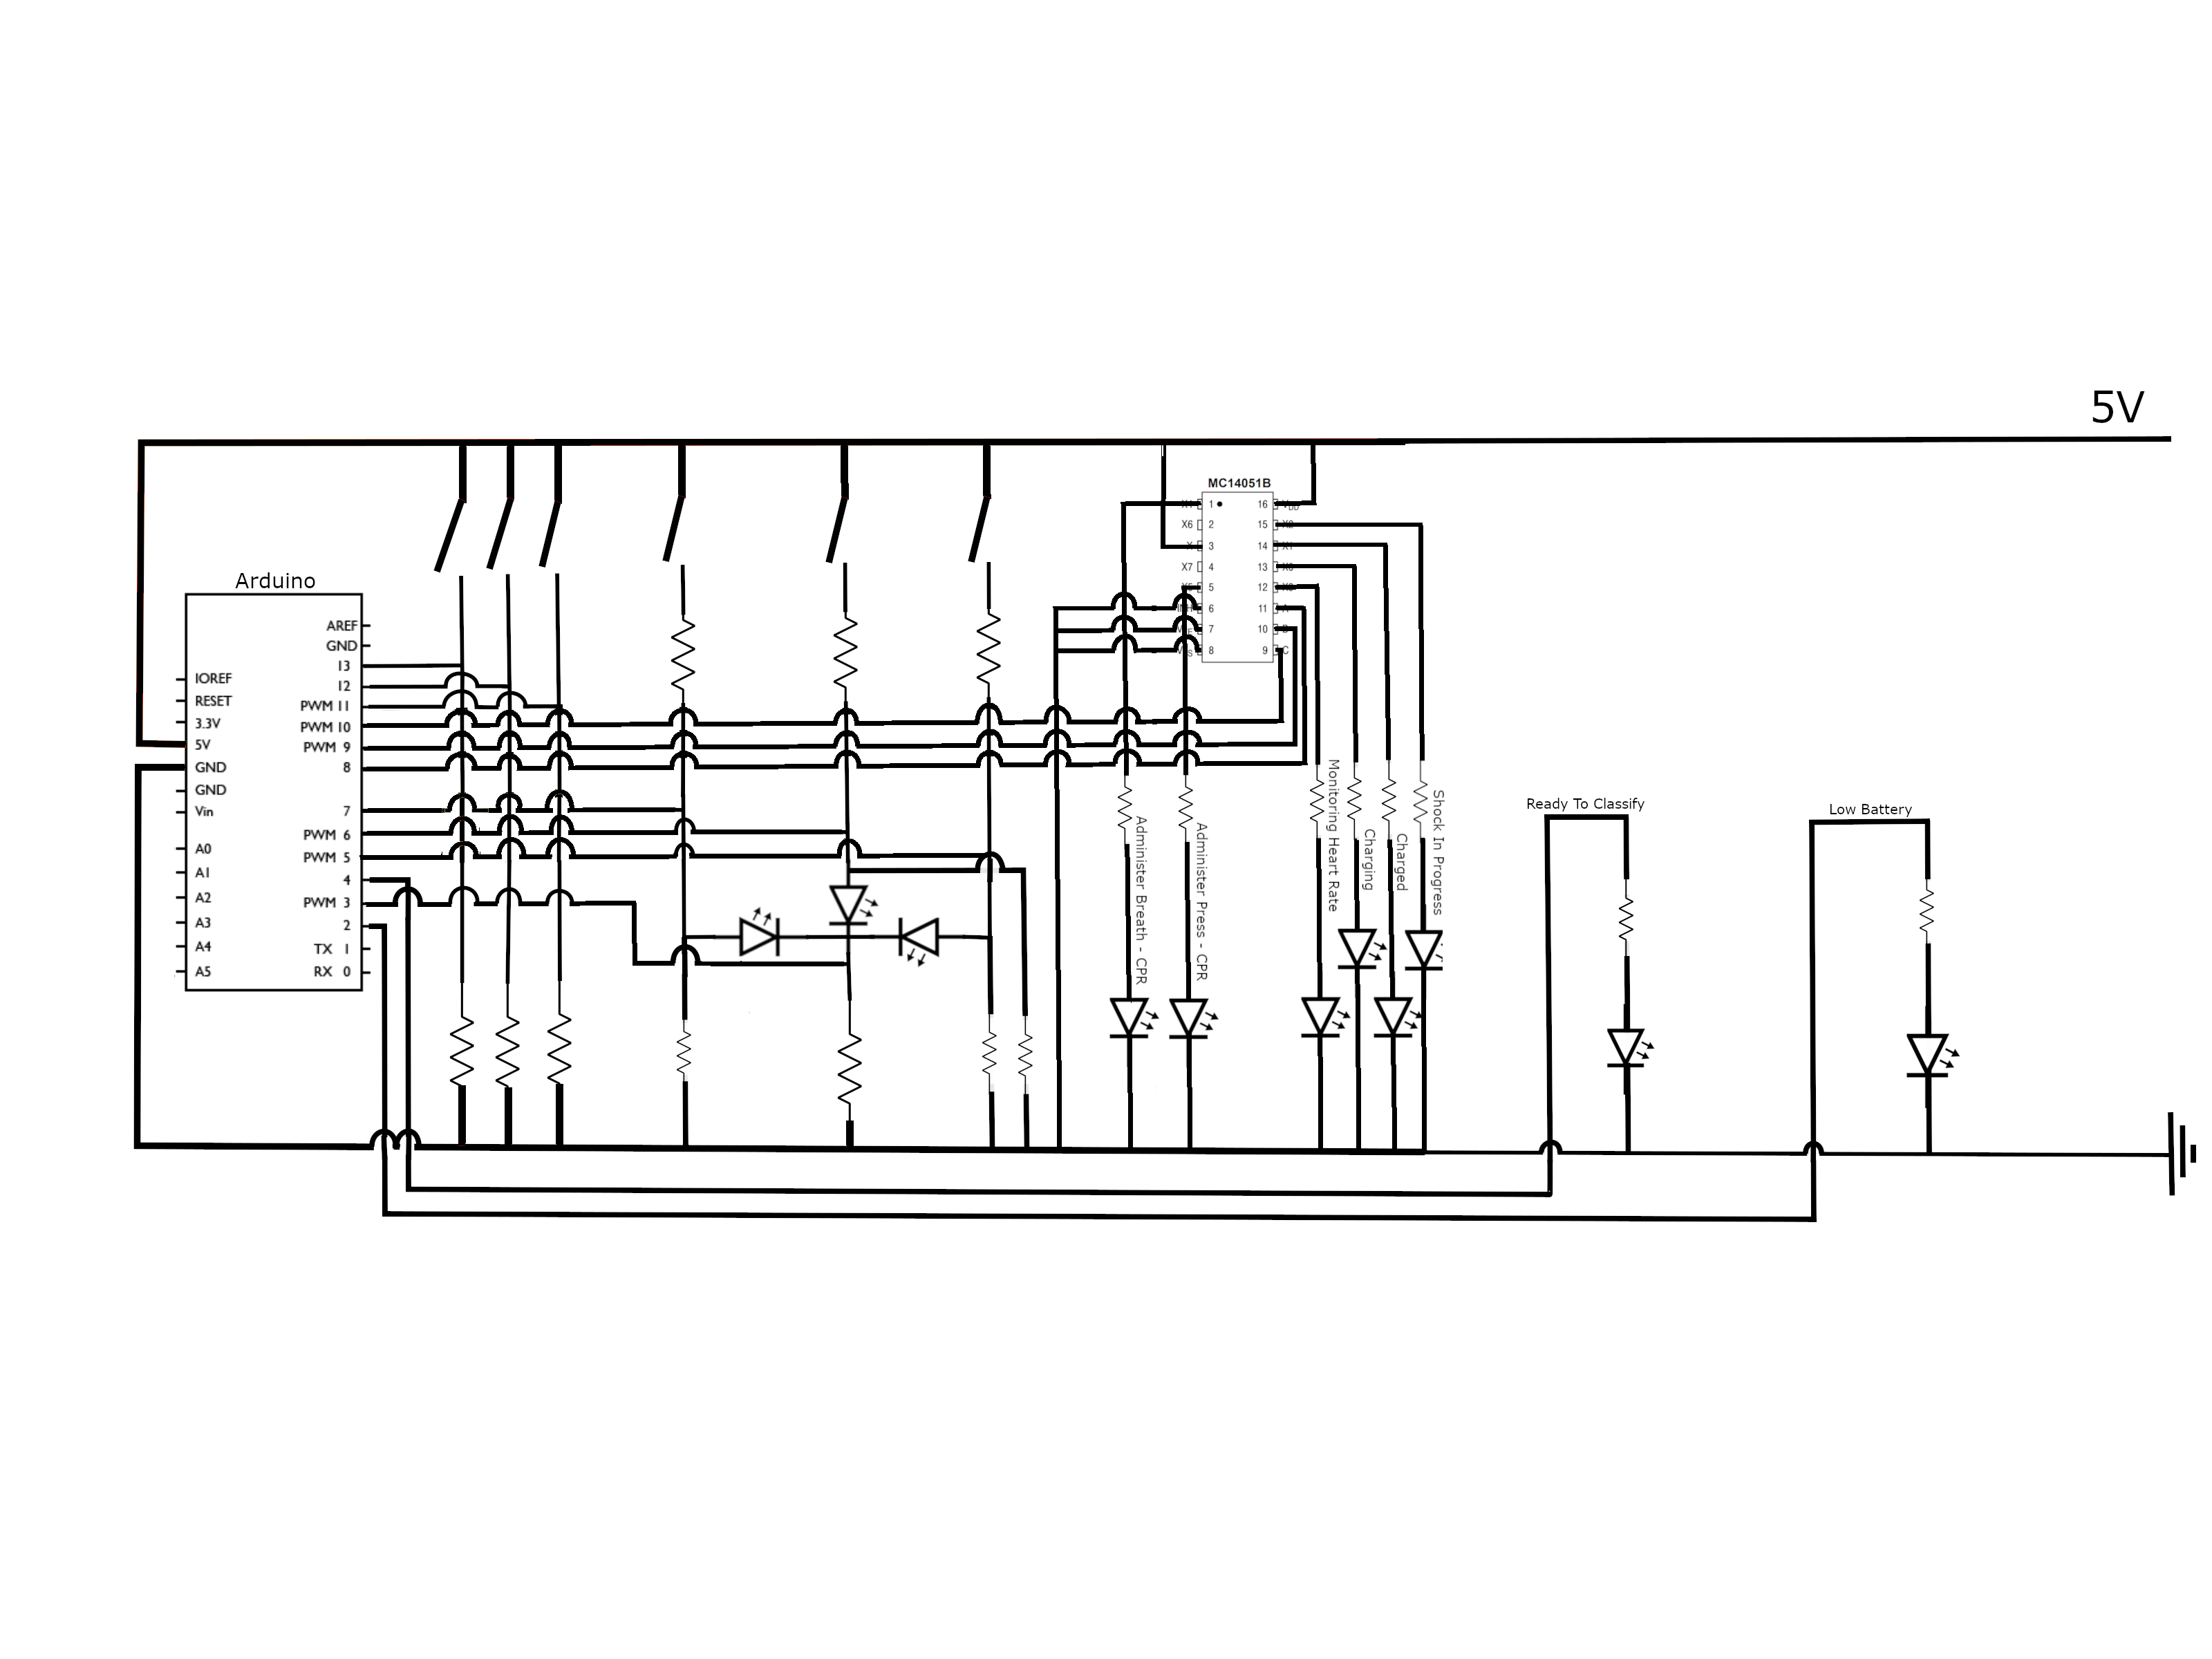 5V
MC14051B
1
16
X6
2
15
3
14
X7
4
13
5
12
6
11
7
10
8
9
C
Arduino
AREF
GND
13
12
PWM 11
PWM 10
PWM 9
8
7
PWM 6
PWM 5
4
PWM 3
2
TX 1
RX 0
IOREF
RESET
3.3V
5V
GND
GND
Vin
A0
A1
A2
A3
A4
A5
Administer Breath - CPR
Administer Press - CPR
Monitoring Heart Rate
Charging
Charged
Shock In Progress
Ready To Classify
Low Battery